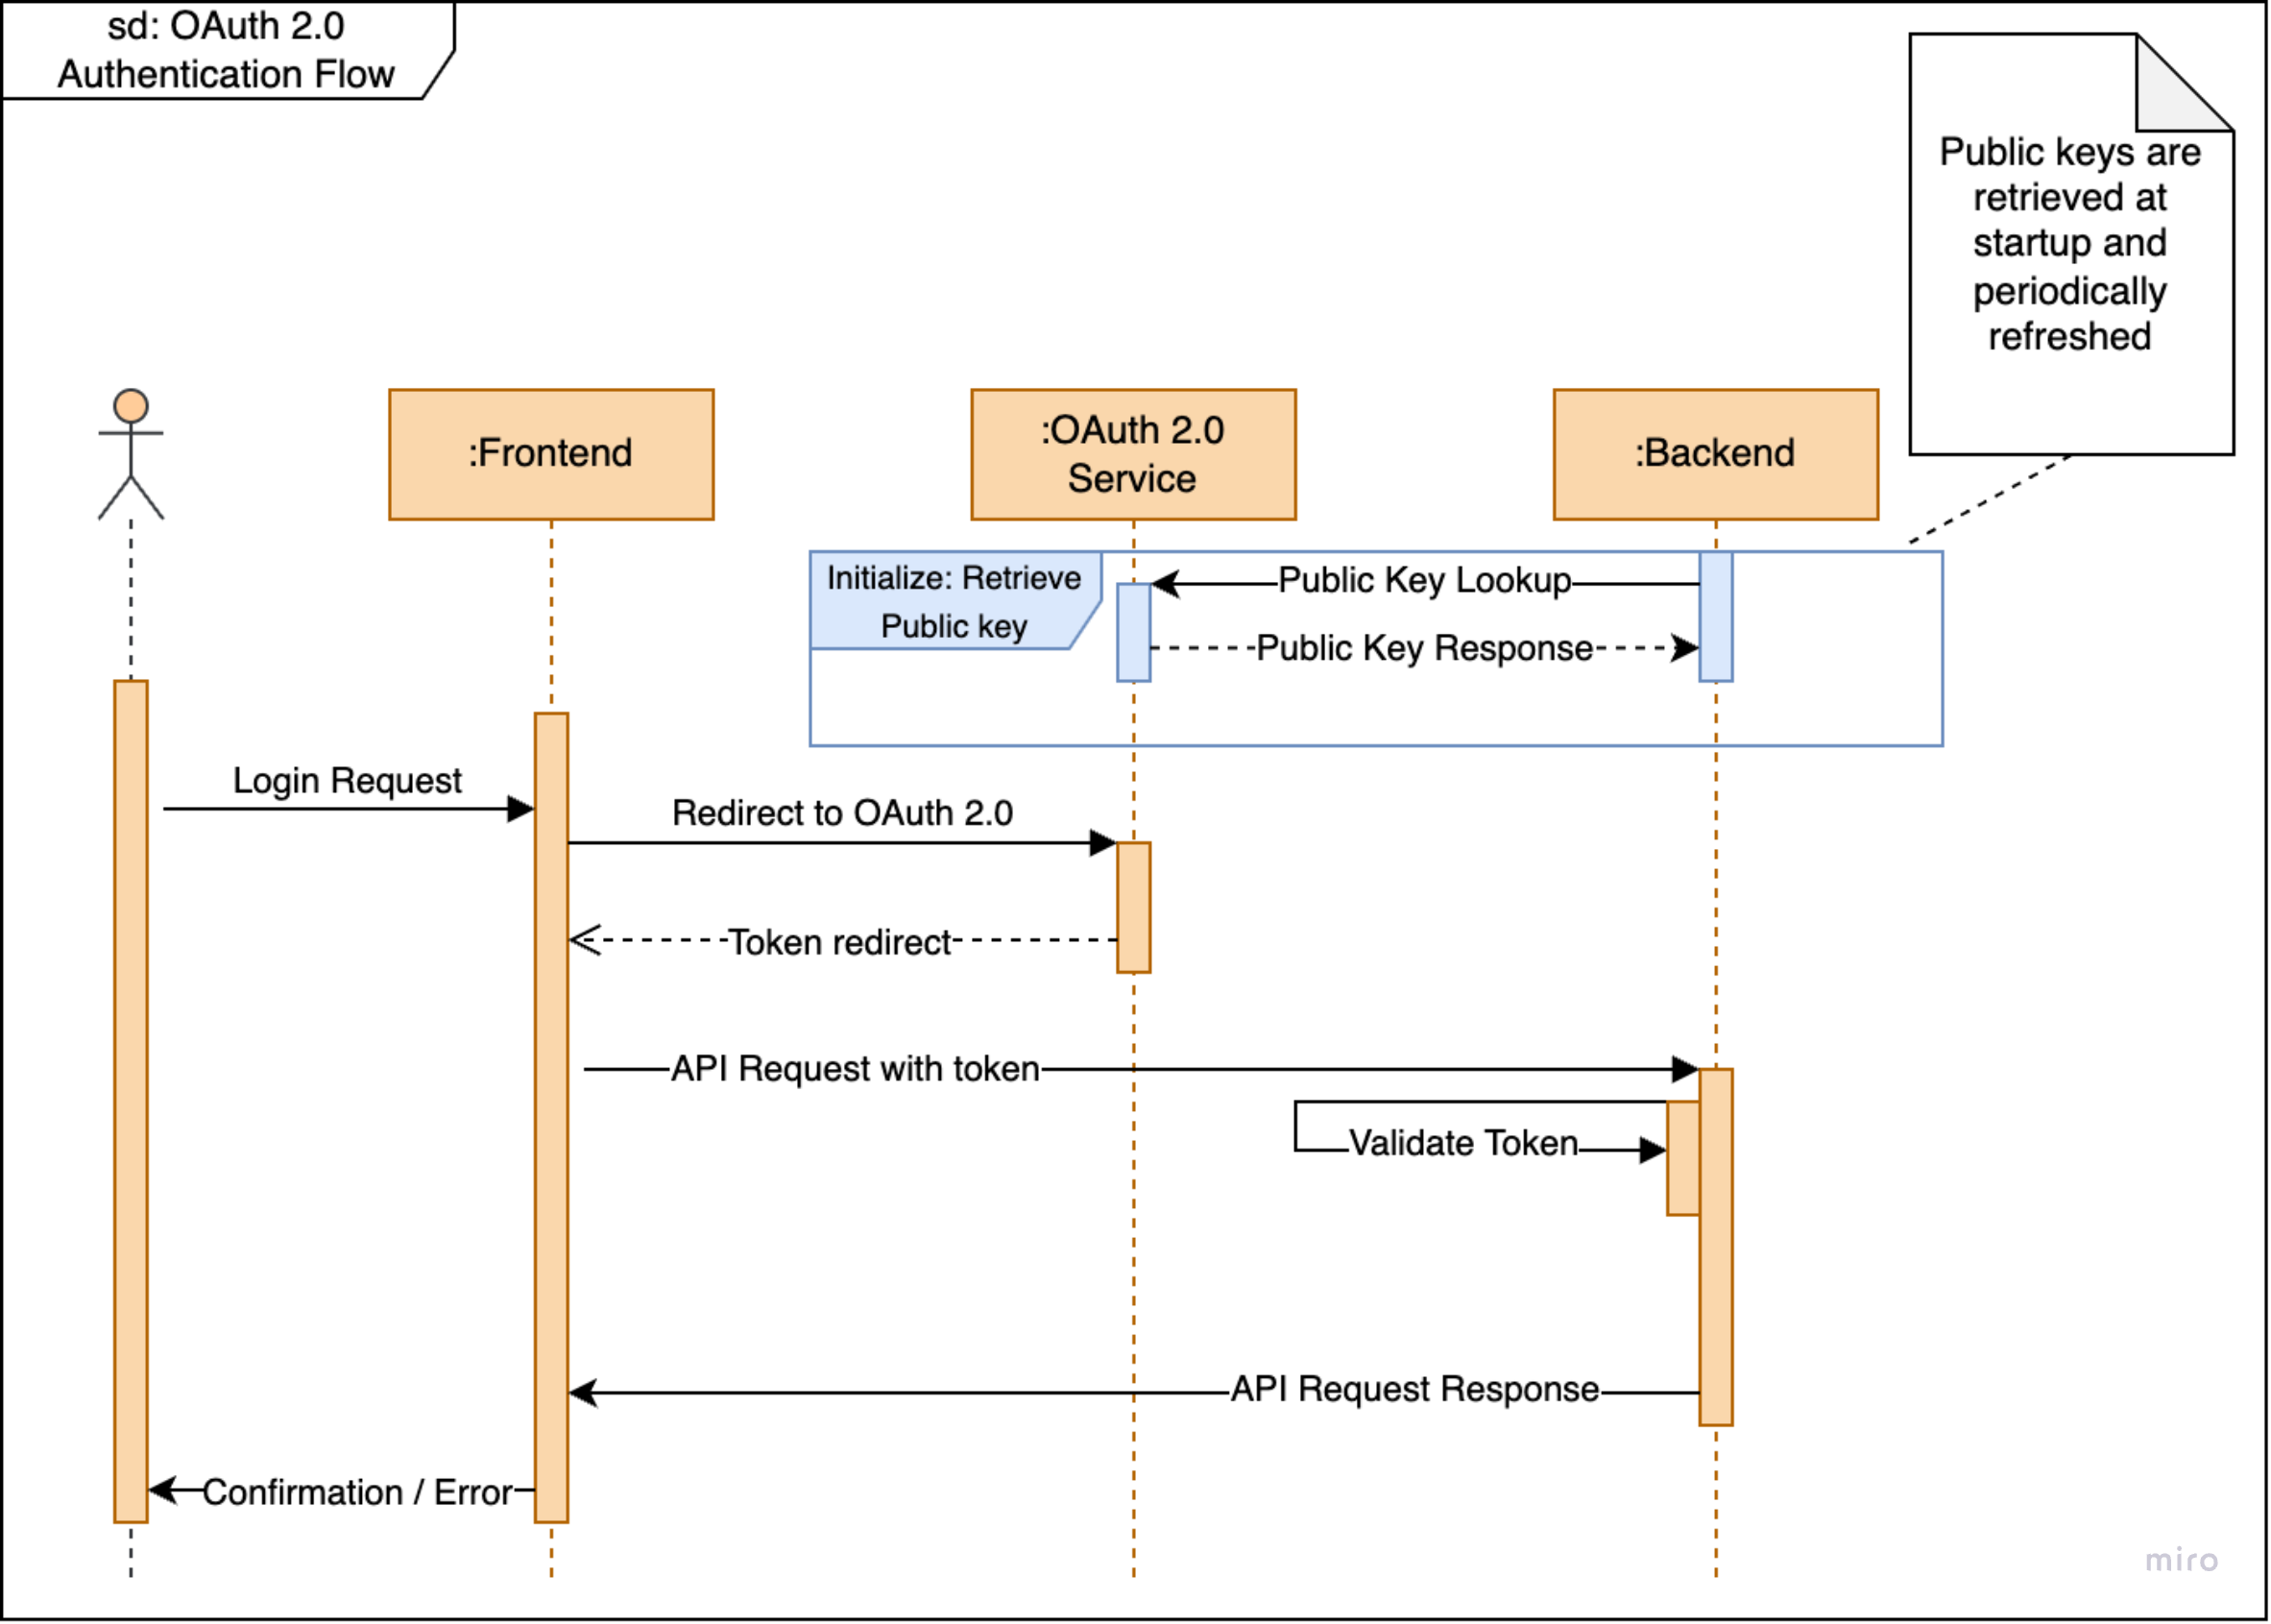 sd: OAuth 2.0
Authentication Flow
Public keys are
retrieved at
startup and
periodically
refreshed
:Frontend
:OAuth 2.0
Service
:Backend
Initialize: Retrieve
Public key
Public Key Lookup
Public Key Response
Login Request
Redirect to OAuth 2.0
Token redirect
API Request with token
Validate Token
API Request Response
Confirmation / Error
miro